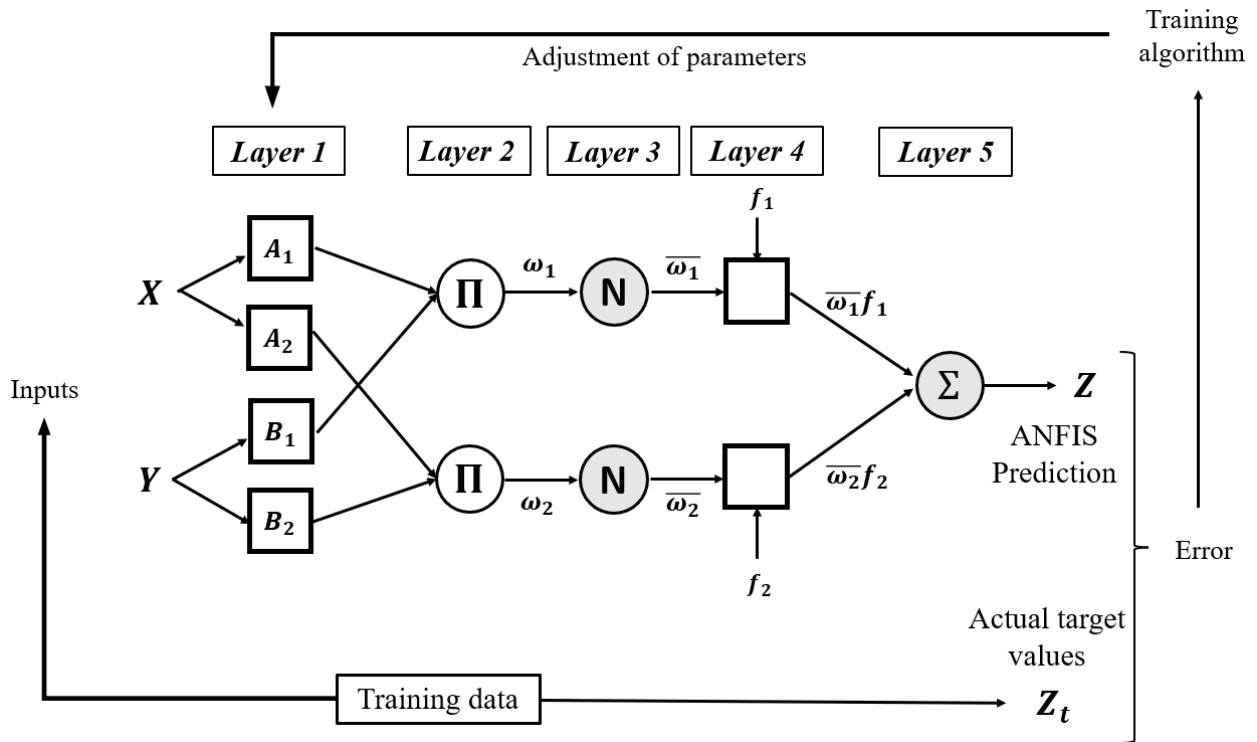 Training
algorithm
Adjustment of parameters
Layer 1
Layer 2
Layer 3
Layer 4
Layer 5
f₁
A₁
X
ω₁
N
ω̅₁
Π
ω̅₁f₁
A₂
Inputs
Σ
Z
B₁
ANFIS
Prediction
Y
Π
N
ω₂
ω̅₂
ω̅₂f₂
B₂
Error
f₂
Actual target
values
Training data
Zₜ